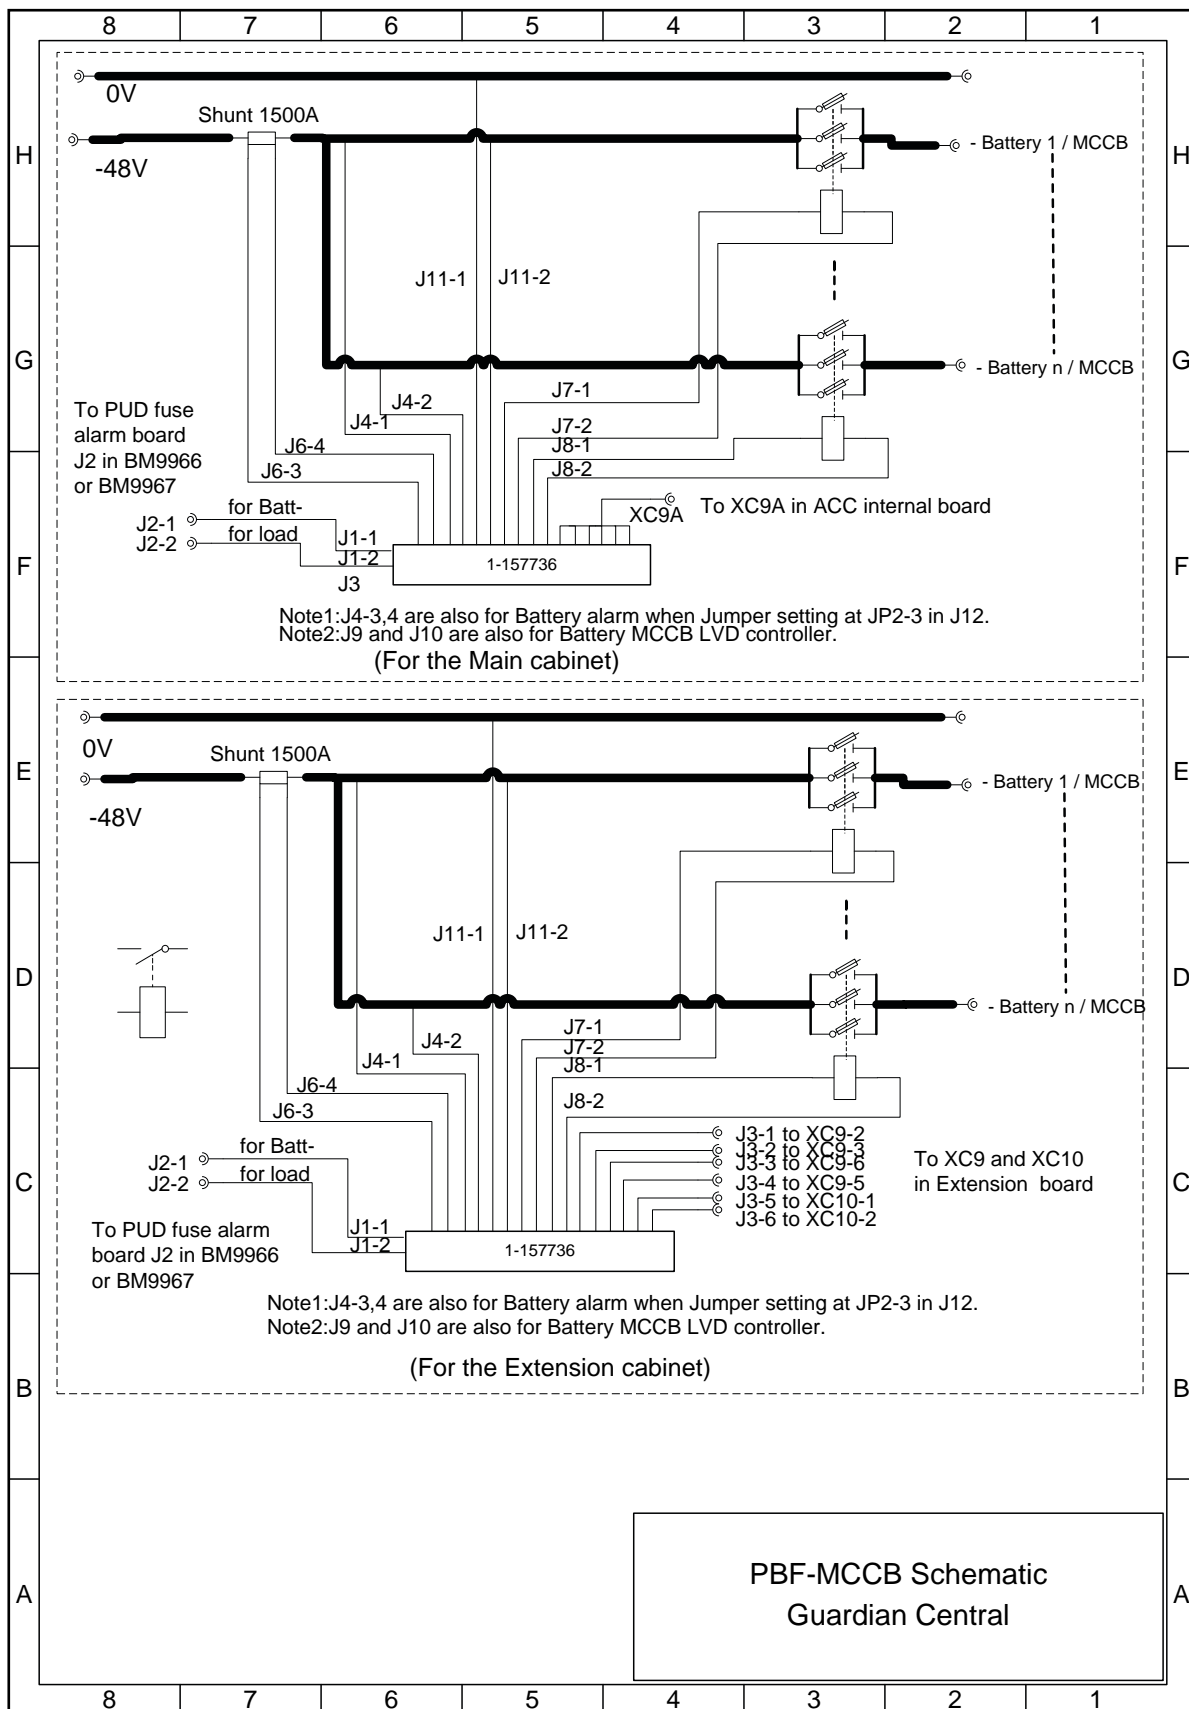 8 7 6 5 4 3 2 1
0V
Shunt 1500A
-48V
- Battery 1 / MCCB
H H
J11-1 J11-2
G G
- Battery n / MCCB
J7-1
J4-2
J4-1
J7-2
J8-1
J6-4
J6-3
J8-2
To PUD fuse
alarm board
J2 in BM9966
or BM9967
for Batt-
J2-1
for load
J2-2
XC9A
To XC9A in ACC internal board
J1-1
J1-2
J3
1-157736
F F
Note1:J4-3,4 are also for Battery alarm when Jumper setting at JP2-3 in J12.
Note2:J9 and J10 are also for Battery MCCB LVD controller.
(For the Main cabinet)
0V
Shunt 1500A
-48V
- Battery 1 / MCCB
E E
J11-1 J11-2
D D
- Battery n / MCCB
J7-1
J4-2
J7-2
J4-1
J8-1
J6-4
J8-2
J6-3
J3-1 to XC9-2
J3-2 to XC9-3
J3-3 to XC9-6
J3-4 to XC9-5
J3-5 to XC10-1
J3-6 to XC10-2
To XC9 and XC10
in Extension board
for Batt-
J2-1
for load
J2-2
C C
To PUD fuse alarm
board J2 in BM9966
or BM9967
J1-1
J1-2
1-157736
Note1:J4-3,4 are also for Battery alarm when Jumper setting at JP2-3 in J12.
Note2:J9 and J10 are also for Battery MCCB LVD controller.
(For the Extension cabinet)
B B
PBF-MCCB Schematic
Guardian Central
A A
8 7 6 5 4 3 2 1